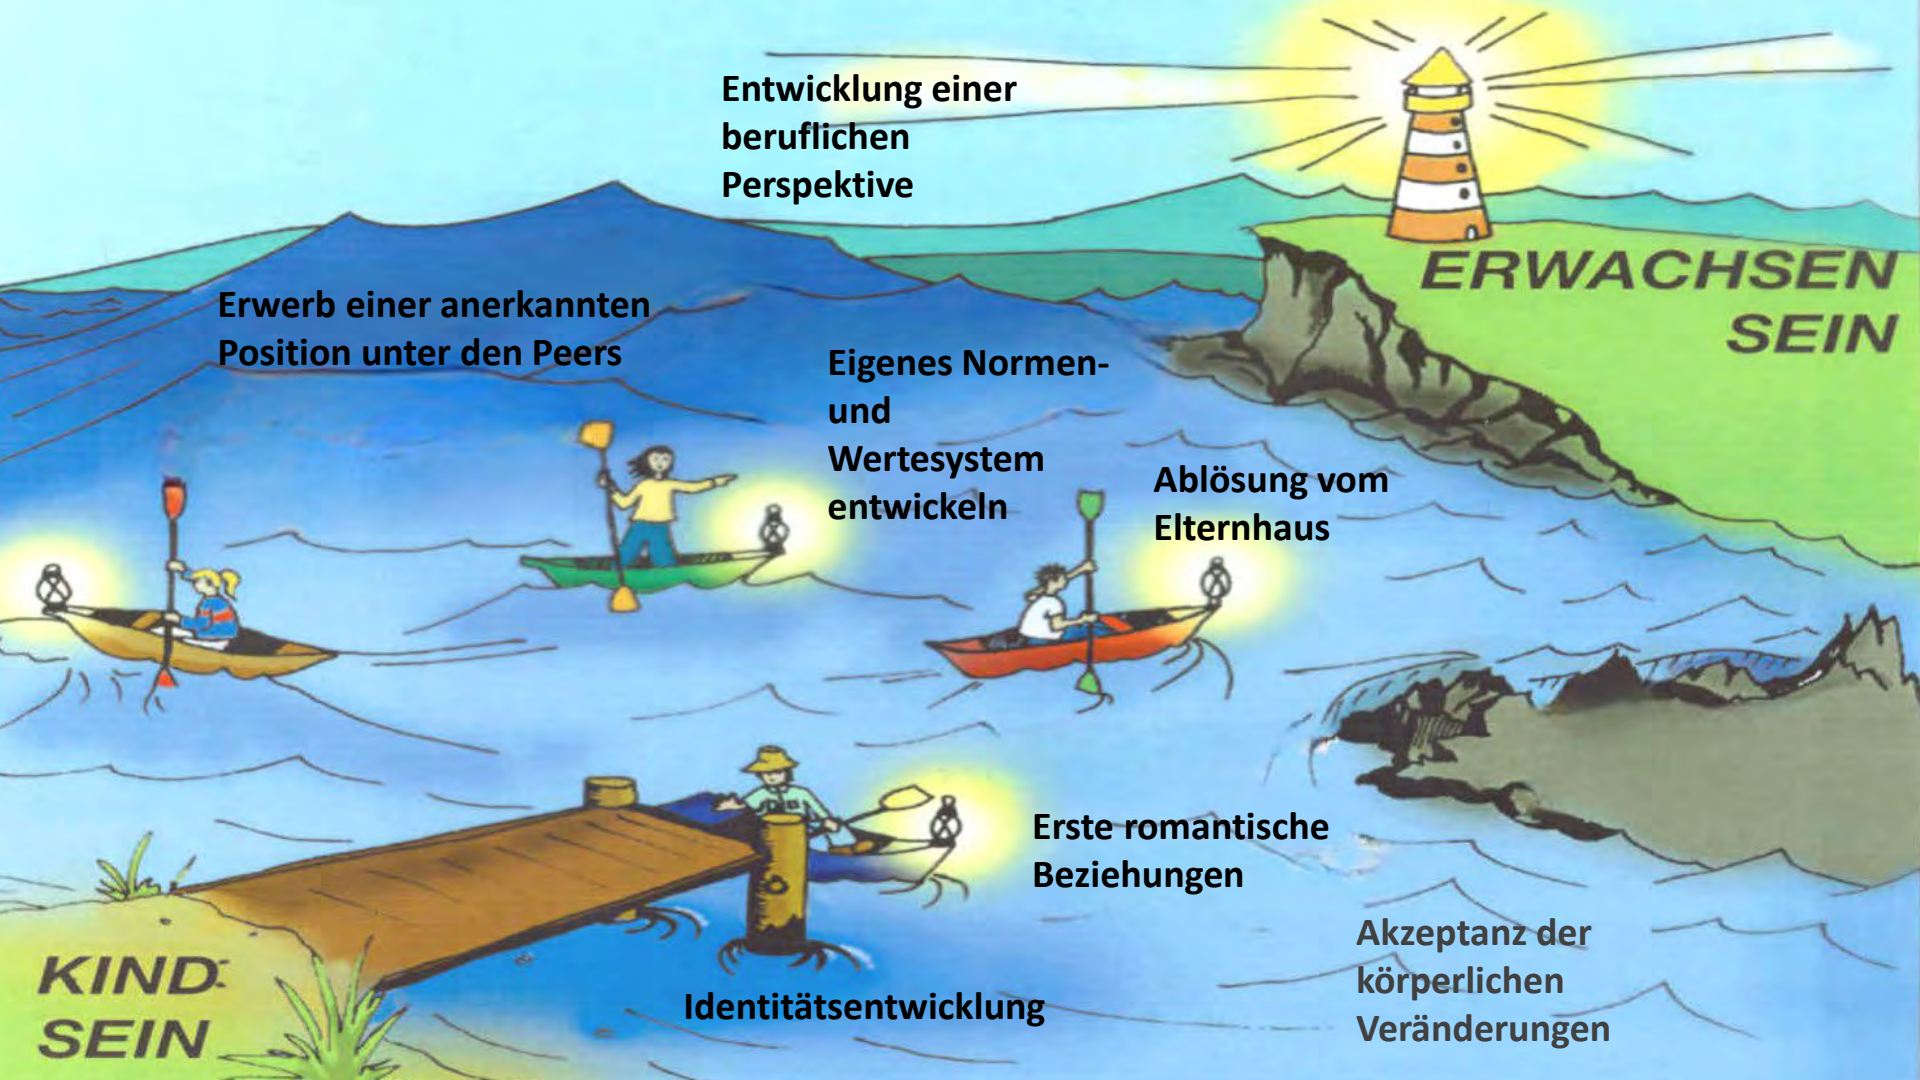 Entwicklung einer
beruflichen
Perspektive
ERWACHSEN
SEIN
Erwerb einer anerkannten
Position unter den Peers
Eigenes Normen-
und
Wertesystem
entwickeln
Ablösung vom
Elternhaus
Erste romantische
Beziehungen
Akzeptanz der
körperlichen
Veränderungen
KIND-
SEIN
Identitätsentwicklung